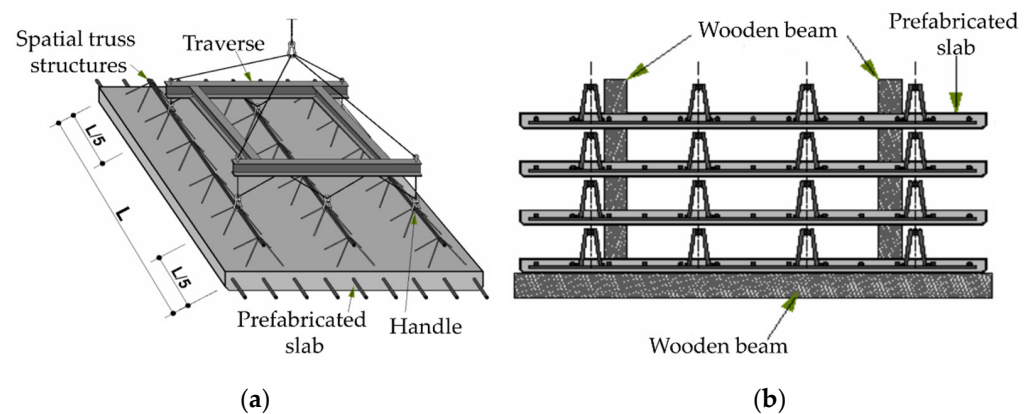 Spatial truss
structures
Traverse
L/5
L
L/5
Prefabricated
slab
Handle
(a)
Wooden beam
Prefabricated
slab
Wooden beam
(b)